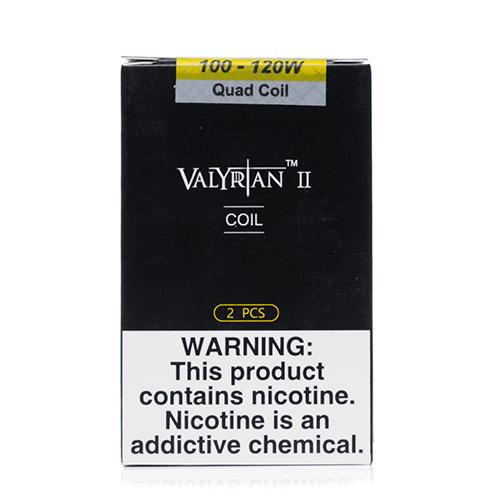 100 - 120W
Quad Coil
VALYRIAN™ II
COIL
2 PCS
WARNING:
This product
contains nicotine.
Nicotine is an
addictive chemical.